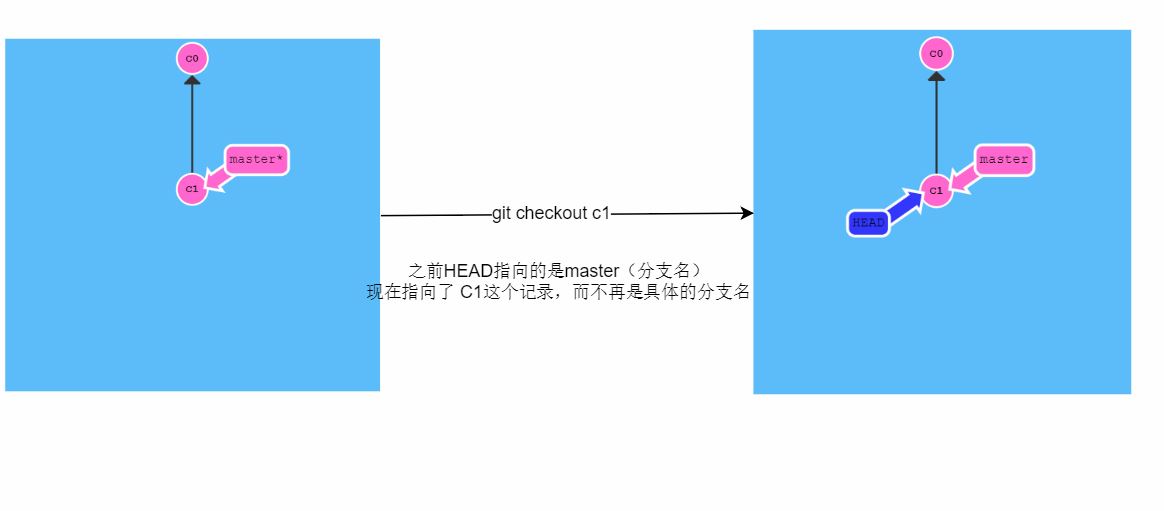 c0
master*
c1
git checkout c1
之前HEAD指向的是master（分支名）
现在指向了 C1这个记录，而不再是具体的分支名
c0
master
c1
HEAD